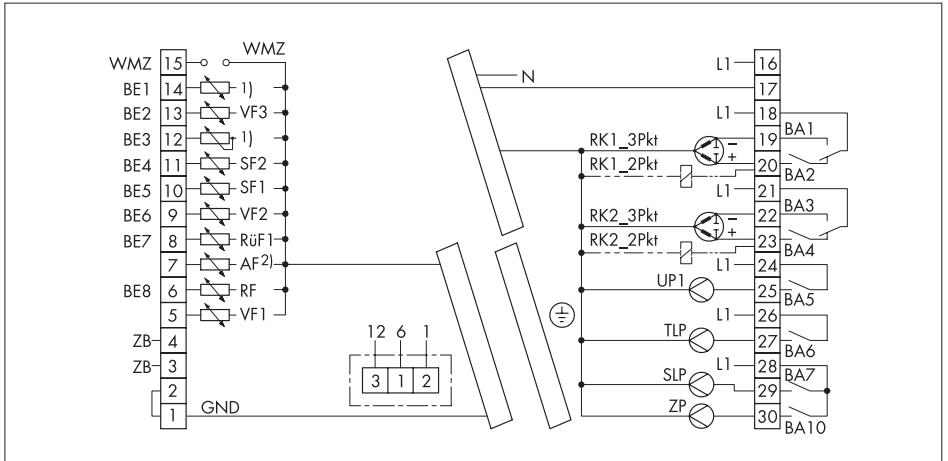 WMZ
WMZ 15
BE1 14 1)
BE2 13 VF3
BE3 12 1)
BE4 11 SF2
BE5 10 SF1
BE6 9 VF2
BE7 8 RüF1
7 AF2)
BE8 6 RF
5 VF1
ZB 4
ZB 3
2
1 GND
12 6 1
3 1 2
N
L1 16
17
L1 18
BA1
RK1_3Pkt 19
RK1_2Pkt 20
BA2
L1 21
BA3
RK2_3Pkt 22
RK2_2Pkt 23
BA4
L1 24
UP1 25
BA5
L1 26
TLP 27
BA6
L1 28
BA7
SLP 29
ZP 30
BA10